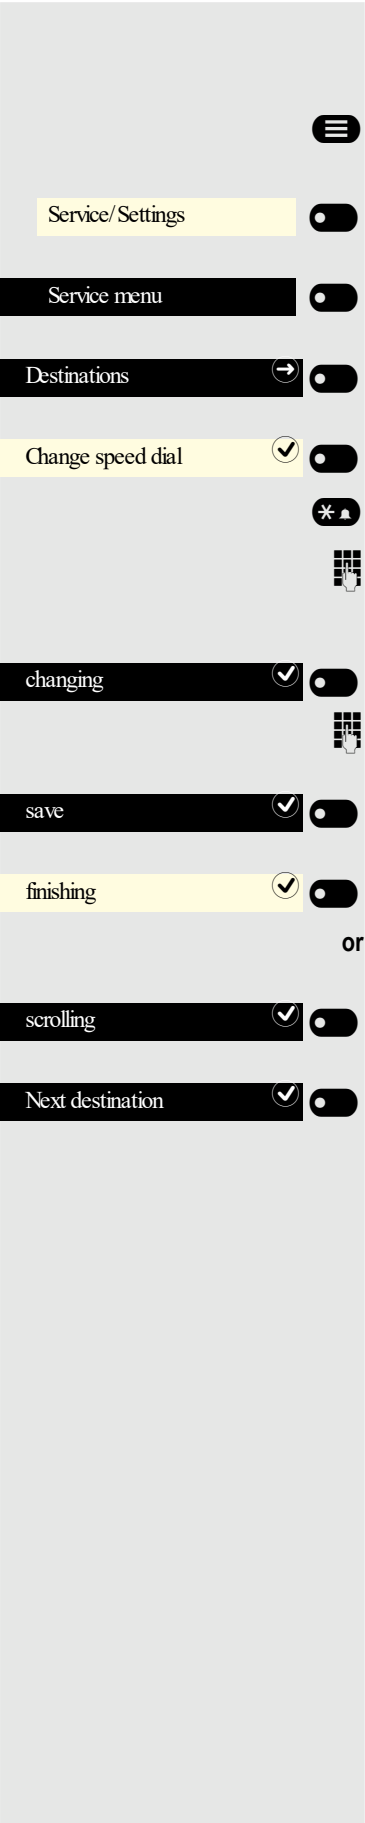 Service/Settings
Service menu
Destinations
Change speed dial
changing
save
finishing
or
scrolling
Next destination